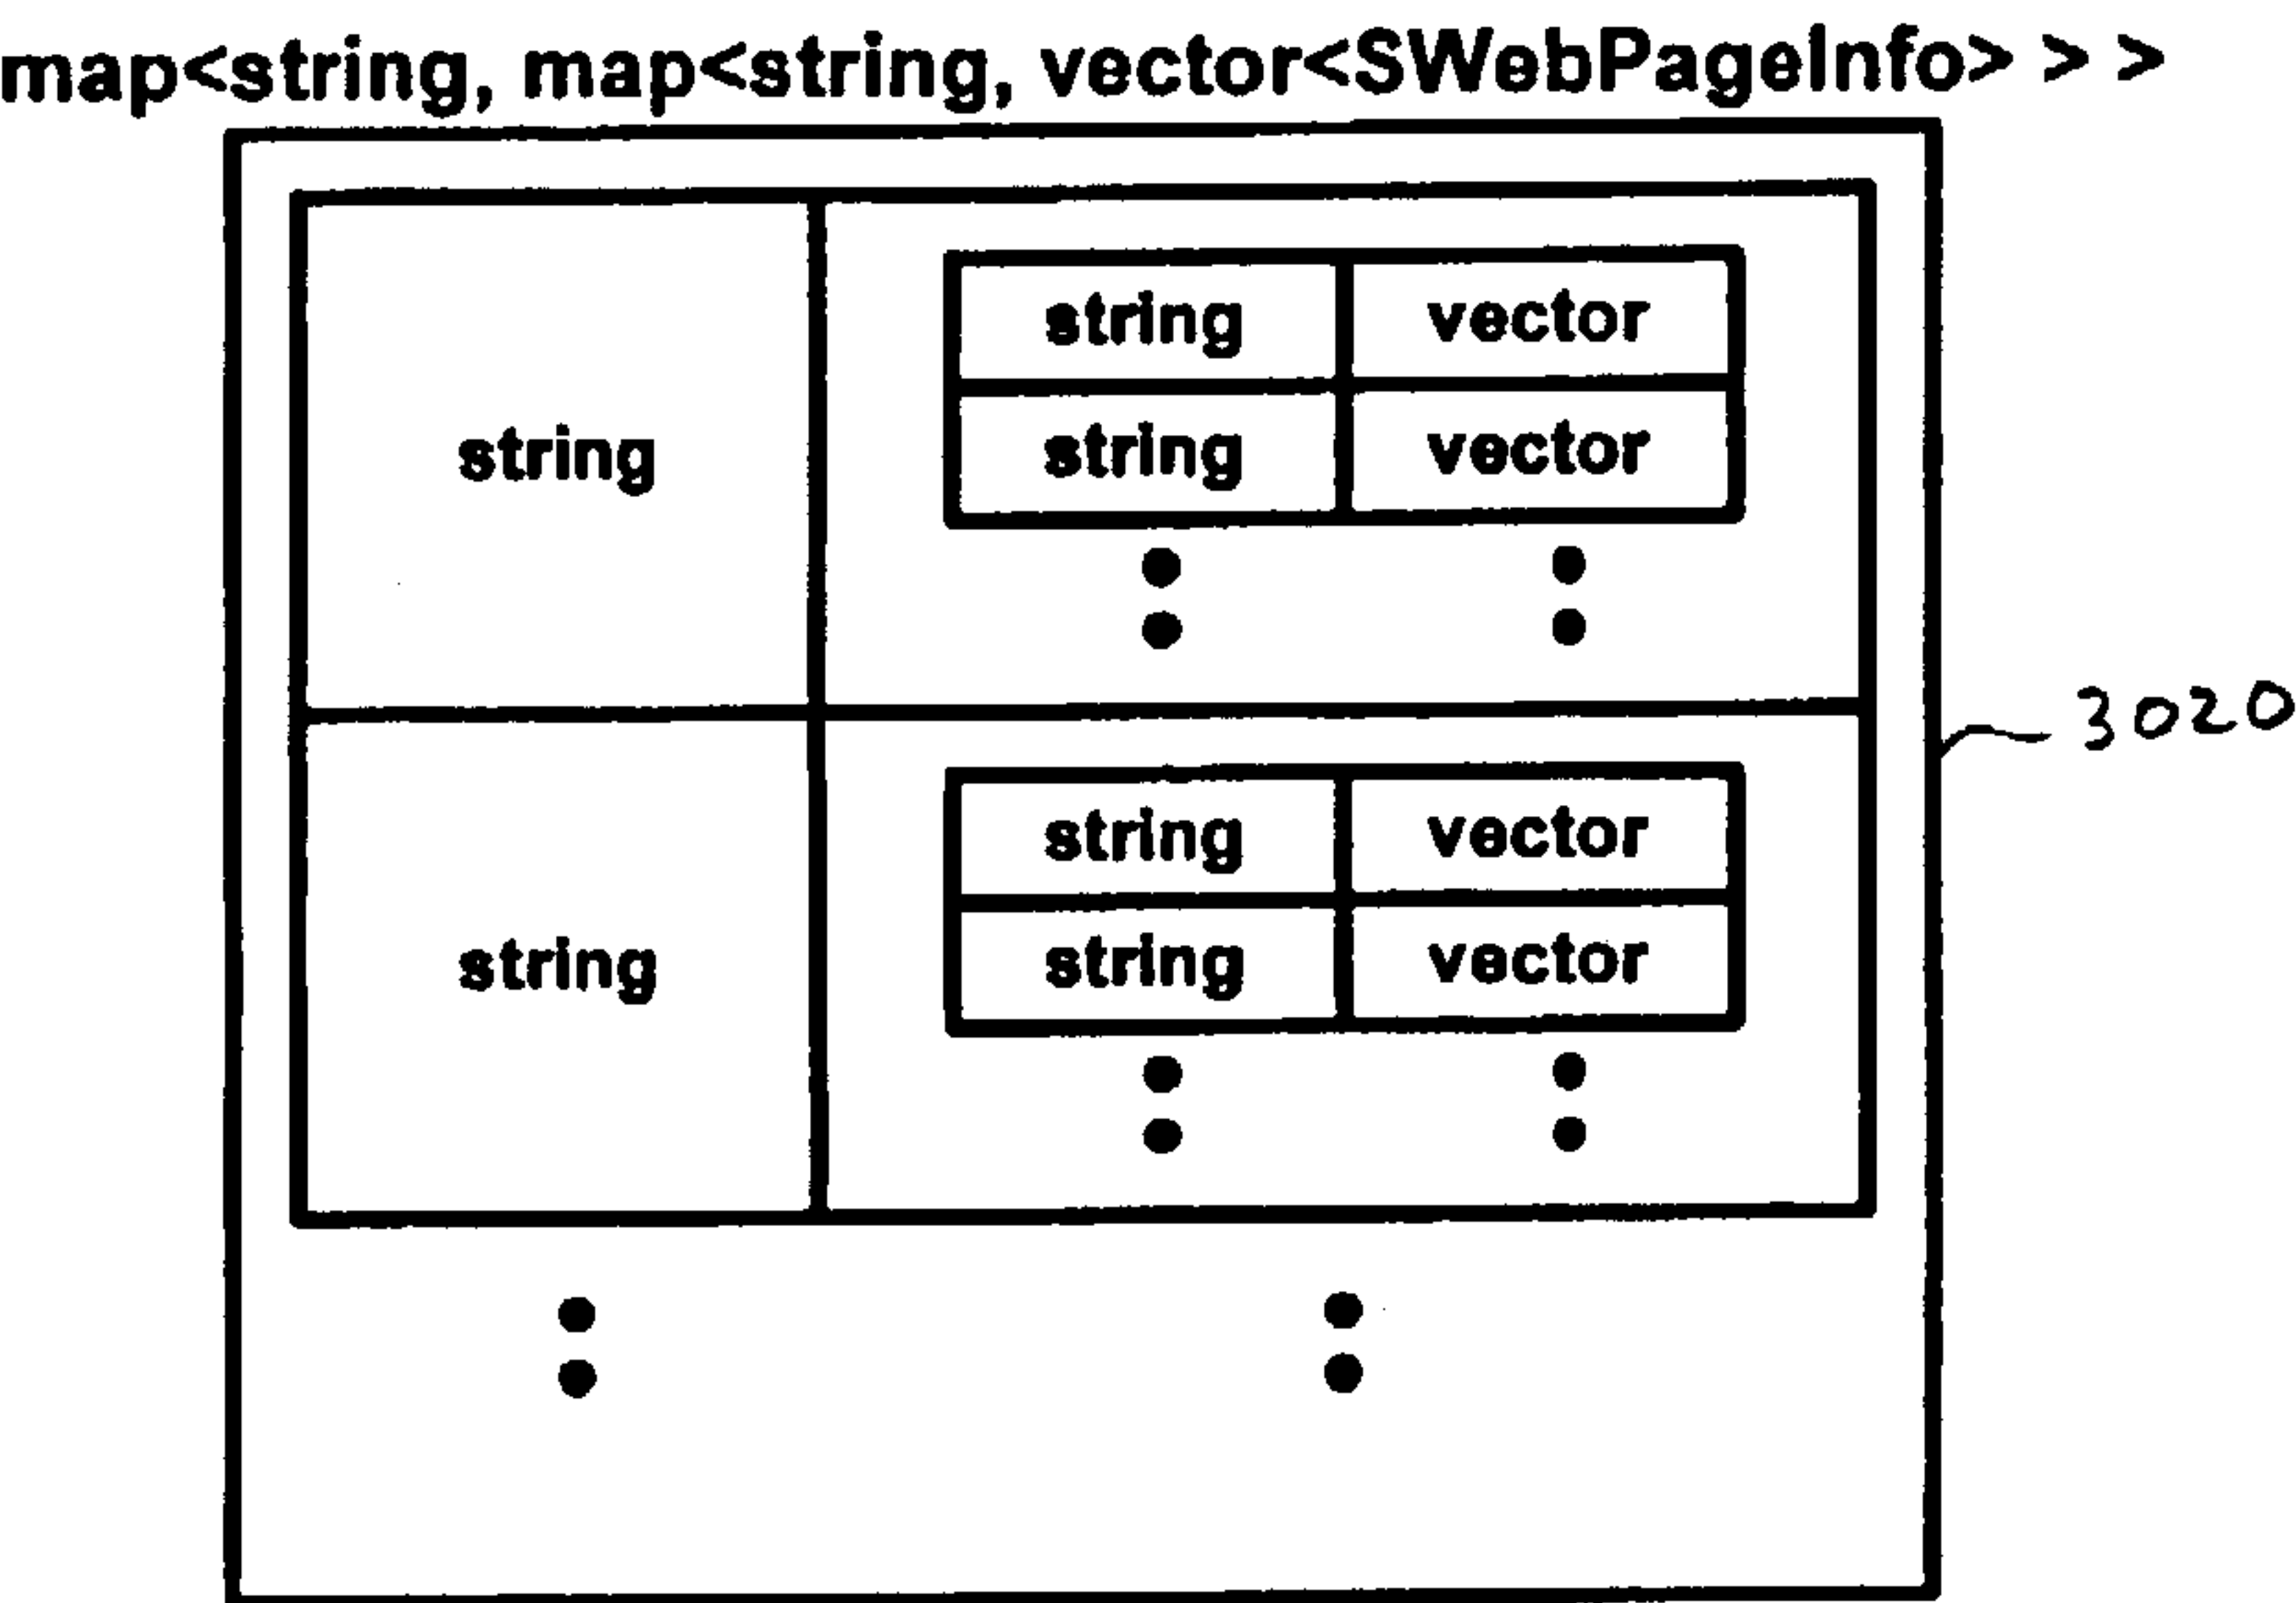 map<string, map<string, vector<SWebPageInfo> > >
string vector
string vector
string
3020
string vector
string vector
string